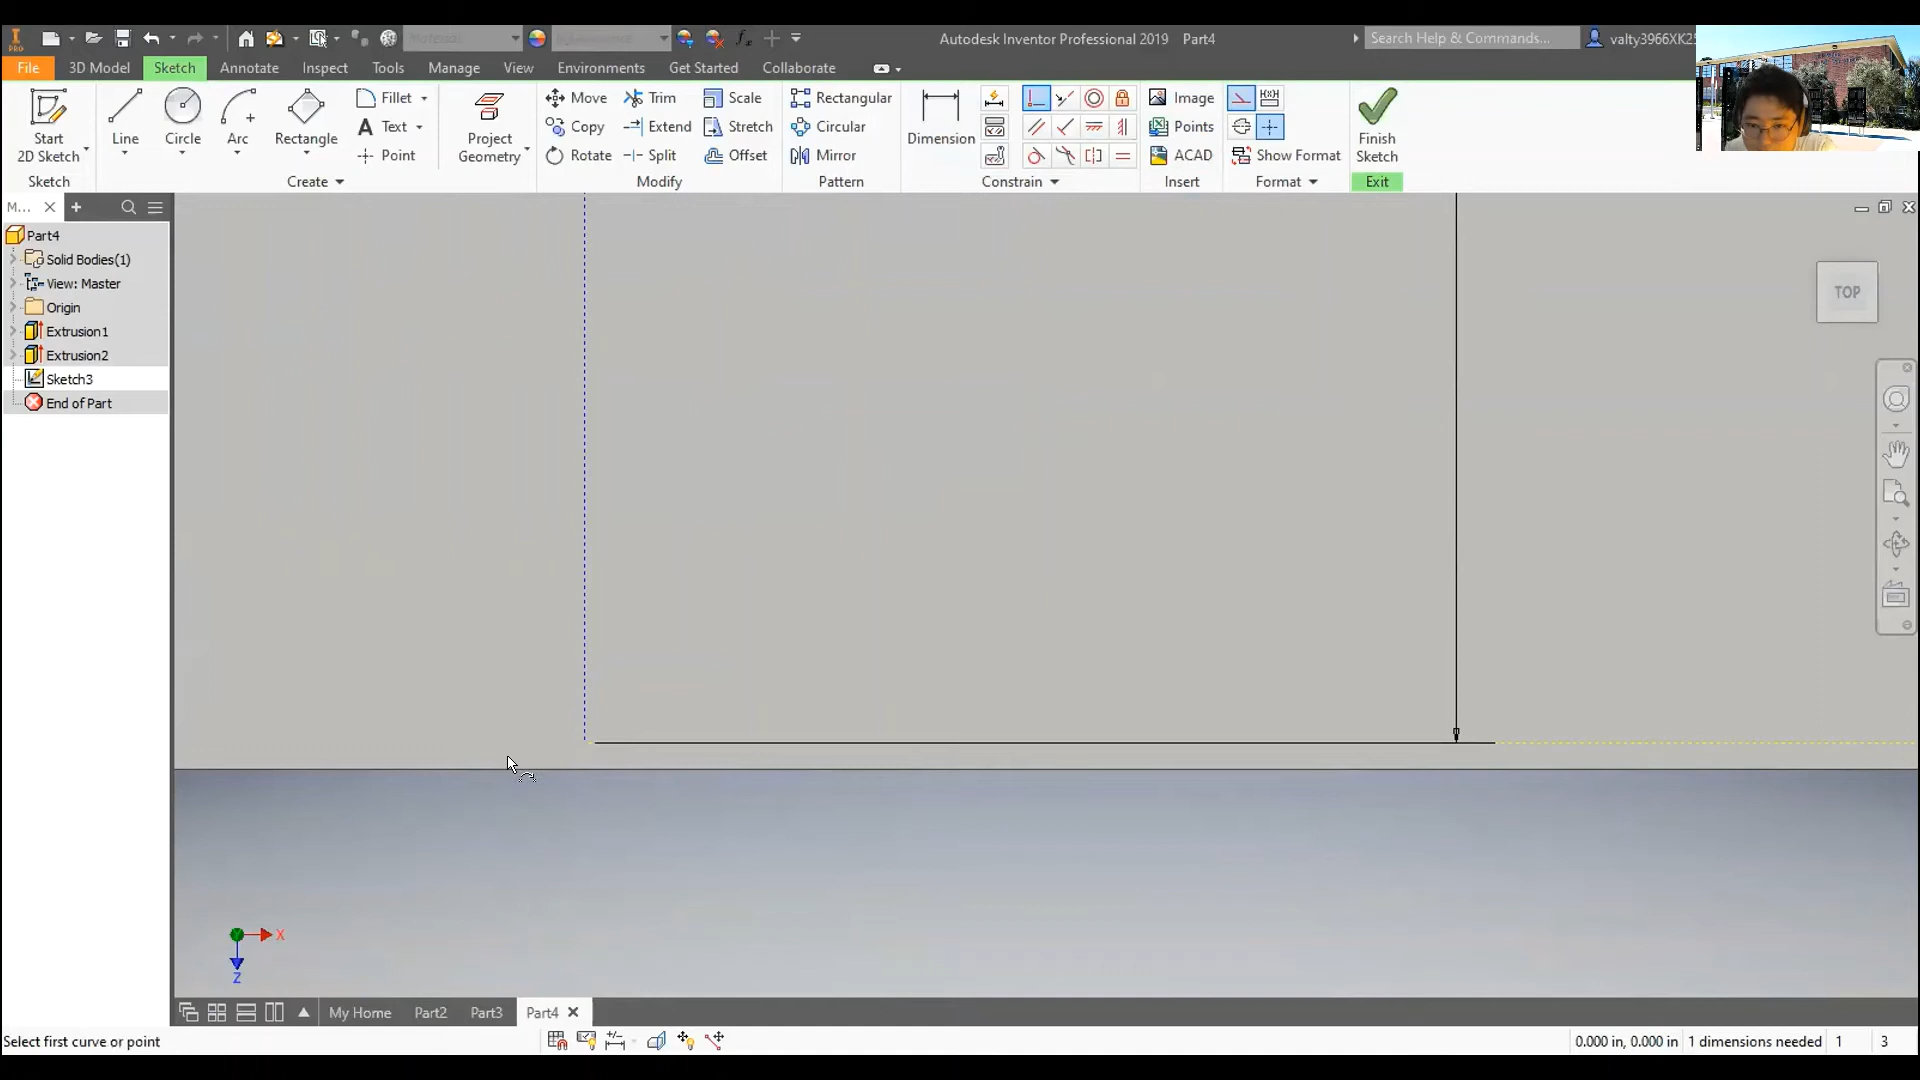 Autodesk Inventor Professional 2019 Part4
Search Help & Commands...
valty3966XK25
PRO
File 3D Model Sketch Annotate Inspect Tools Manage View Environments Get Started Collaborate
Start 2D Sketch
Line
Circle
Arc
Rectangle
Fillet
Text
Point
Project Geometry
Move
Copy
Rotate
Trim
Extend
Split
Scale
Stretch
Offset
Rectangular
Circular
Mirror
Dimension
Image
Points
ACAD
Show Format
Finish Sketch
Sketch Create Modify Pattern Constrain Insert Format Exit
M...
Part4
Solid Bodies(1)
View: Master
Origin
Extrusion1
Extrusion2
Sketch3
End of Part
TOP
X
Z
My Home Part2 Part3 Part4
Select first curve or point
0.000 in, 0.000 in 1 dimensions needed 1 3